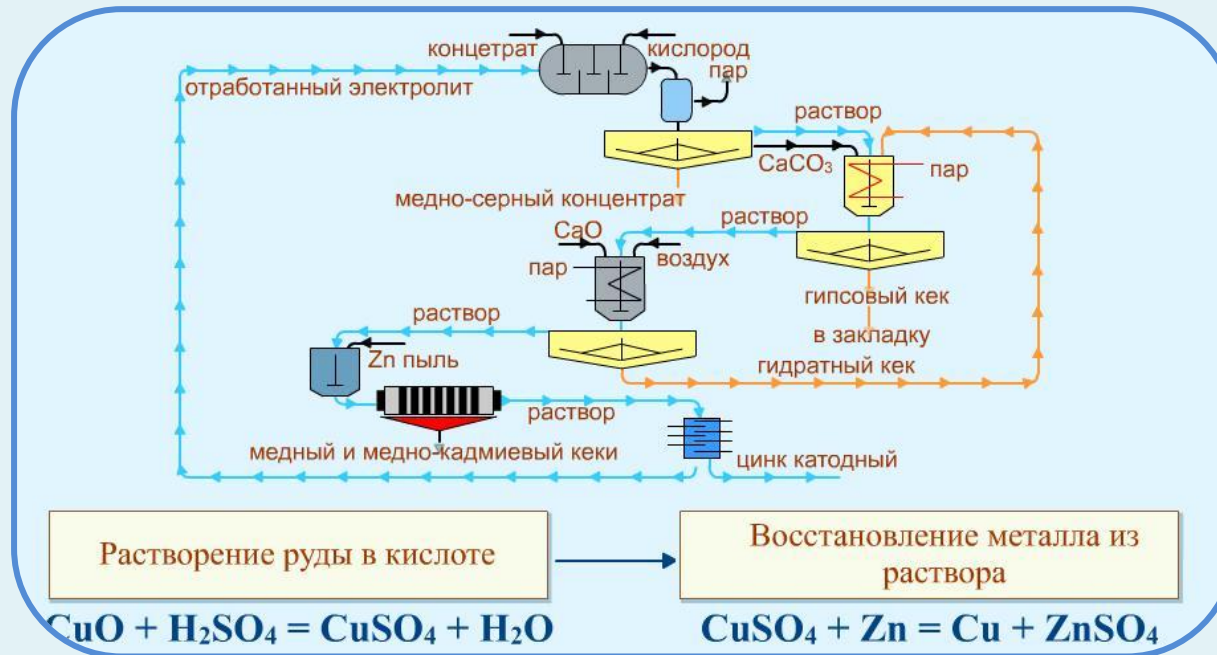 концетрат
кислород
пар
отработанный электролит
раствор
CaCO₃
пар
медно-серный концентрат
раствор
CaO
воздух
пар
гипсовый кек
раствор
в закладку
Zn пыль
гидратный кек
раствор
медный и медно-кадмиевый кеки
цинк катодный
Растворение руды в кислоте
Восстановление металла из
раствора
CuO + H₂SO₄ = CuSO₄ + H₂O
CuSO₄ + Zn = Cu + ZnSO₄